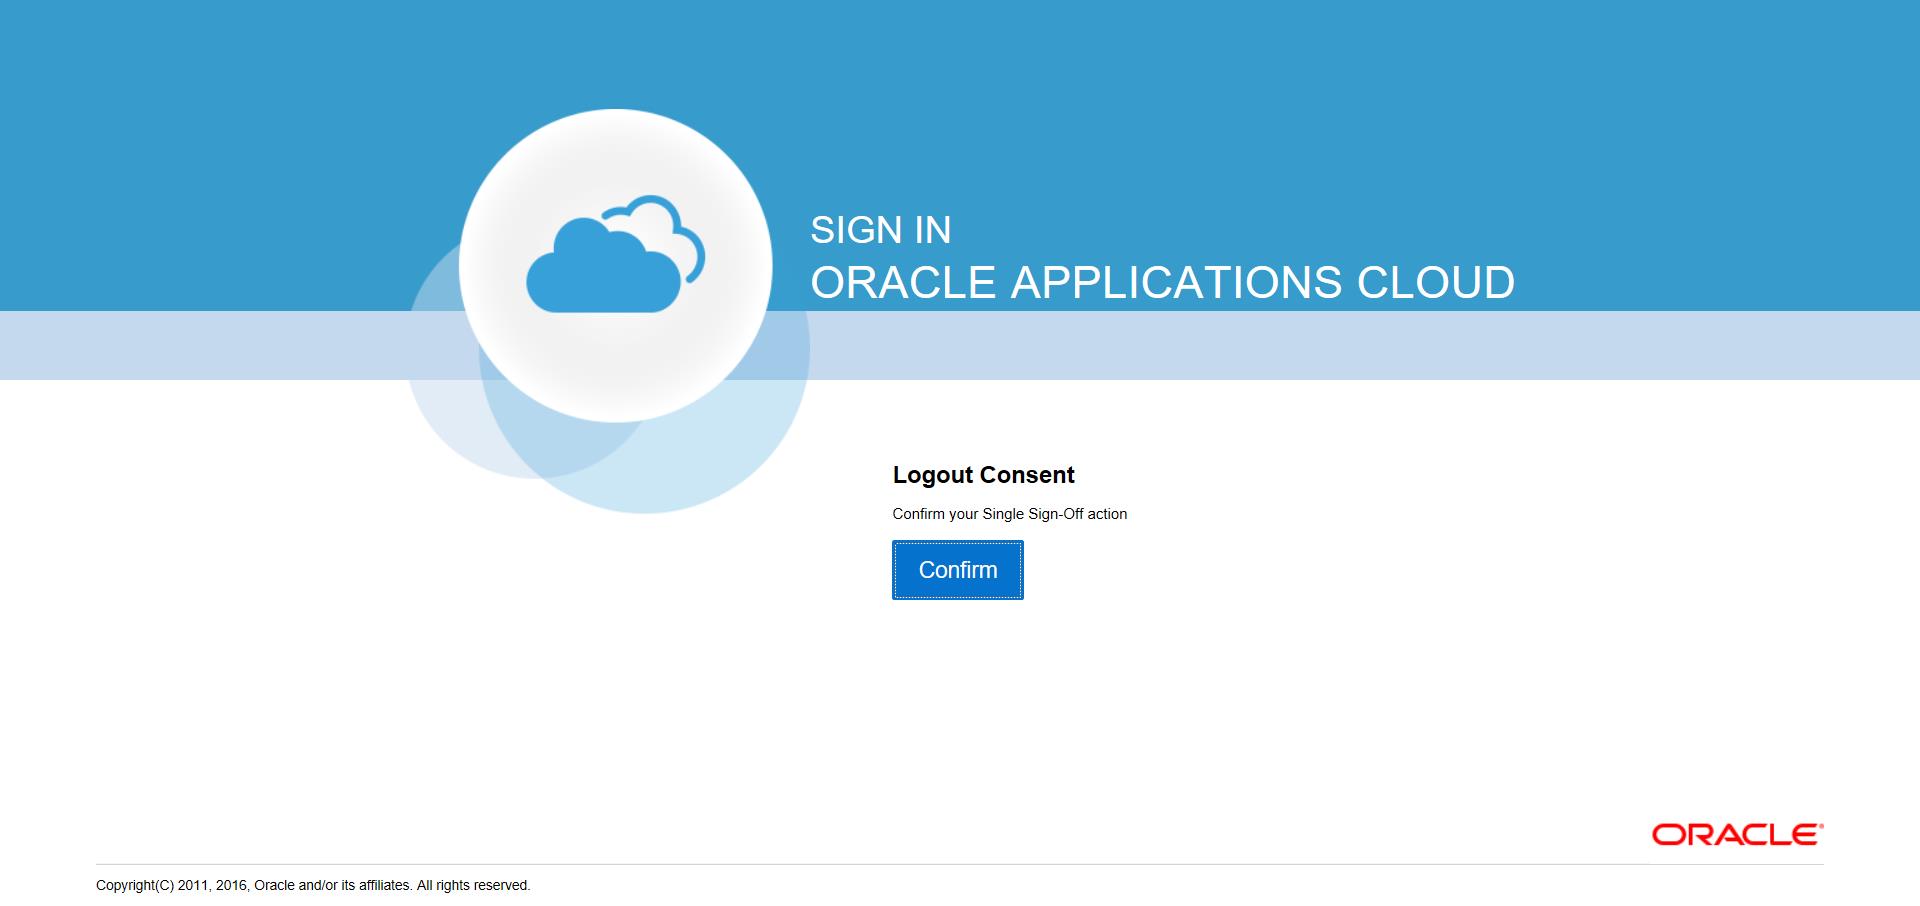 SIGN IN
ORACLE APPLICATIONS CLOUD
Logout Consent
Confirm your Single Sign-Off action
Confirm
ORACLE®
Copyright(C) 2011, 2016, Oracle and/or its affiliates. All rights reserved.